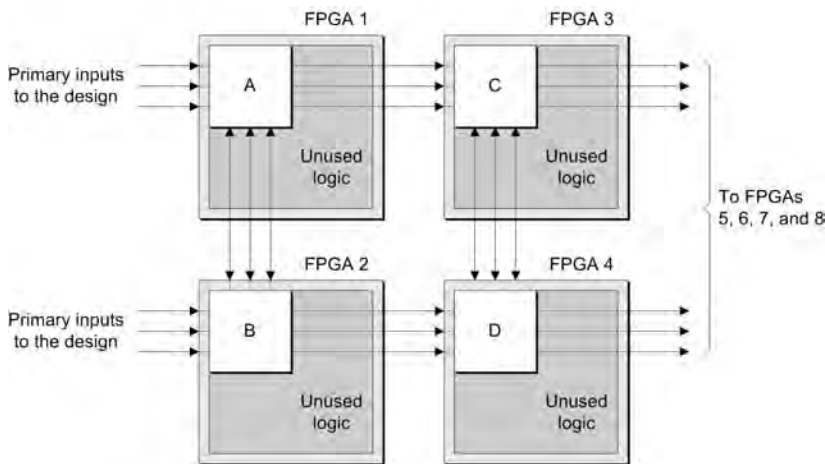 FPGA 1
FPGA 3
Primary inputs
to the design
A
C
Unused
logic
Unused
logic
To FPGAs
5, 6, 7, and 8
FPGA 2
FPGA 4
Primary inputs
to the design
B
D
Unused
logic
Unused
logic